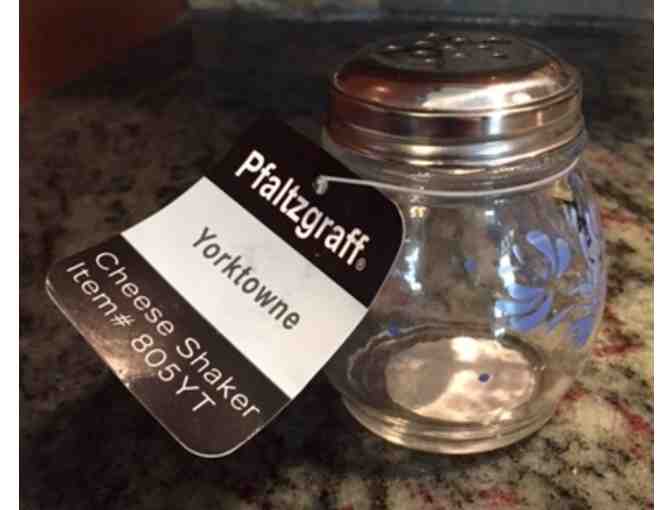 Pfaltzgraff®
Yorktowne
Cheese Shaker
Item# 805YT